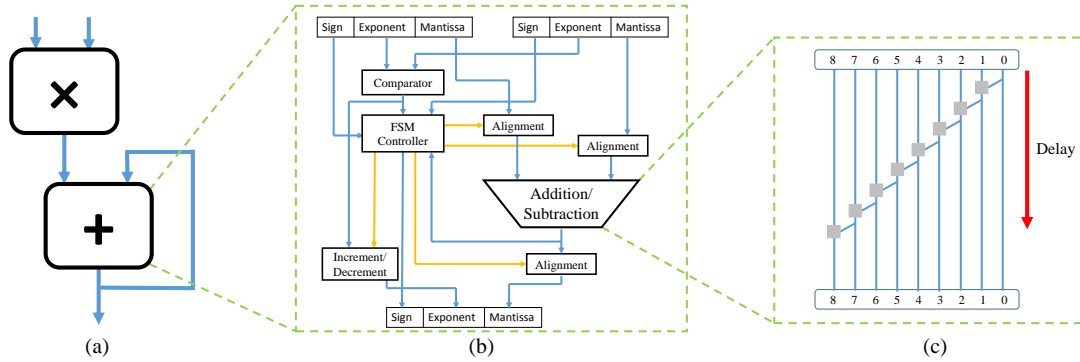 Sign Exponent Mantissa Sign Exponent Mantissa
Comparator
FSM
Controller
Alignment
Alignment
Addition/
Subtraction
Increment/
Decrement
Alignment
Sign Exponent Mantissa
8 7 6 5 4 3 2 1 0
Delay
8 7 6 5 4 3 2 1 0
(a) (b) (c)